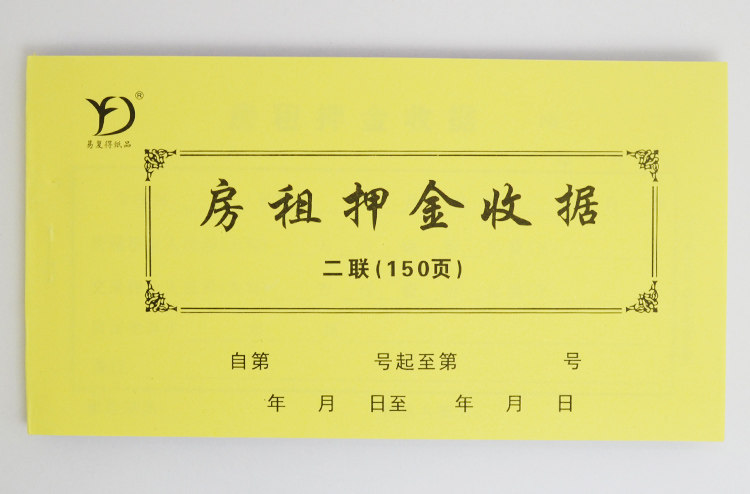 ®
易复得纸品
房租押金收据
二联(150页)
自第 号起至第 号
年 月 日至 年 月 日